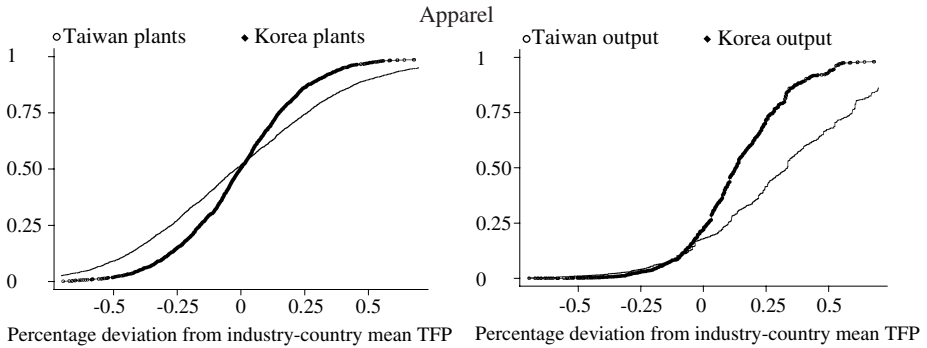 Apparel
Taiwan plants Korea plants
1
0.75
0.50
0.25
0
-0.5 -0.25 0 0.25 0.5
Percentage deviation from industry-country mean TFP
Taiwan output Korea output
1
0.75
0.50
0.25
0
-0.5 -0.25 0 0.25 0.5
Percentage deviation from industry-country mean TFP